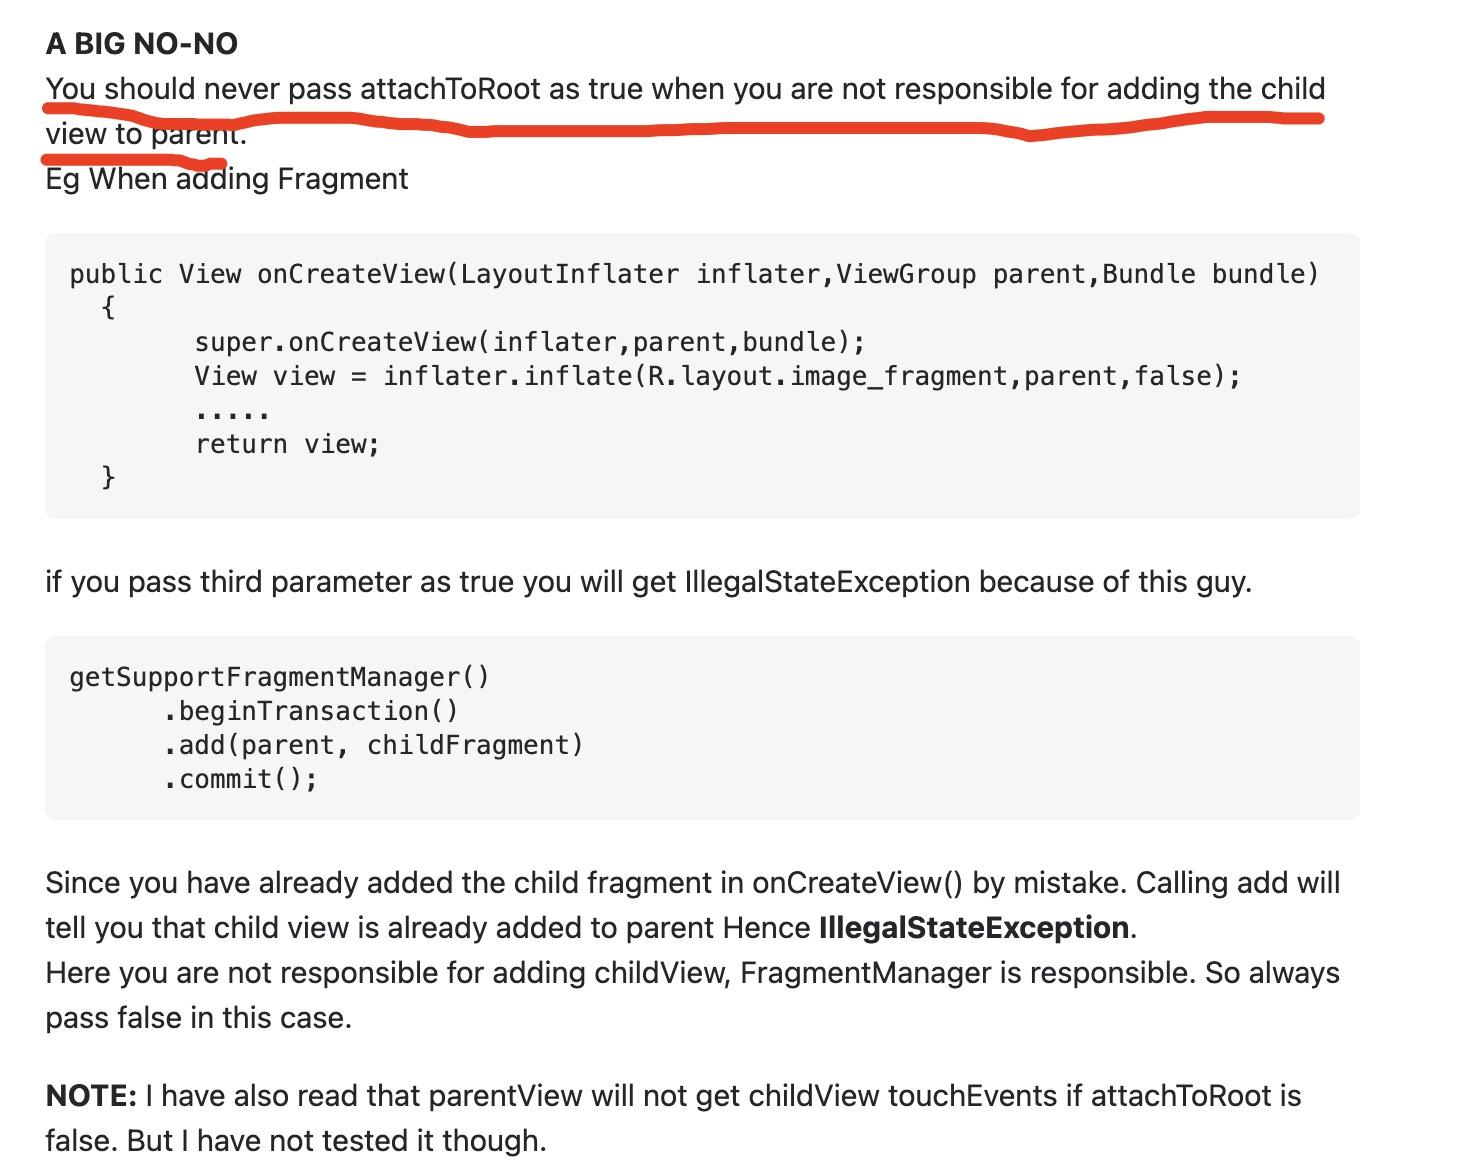 A BIG NO-NO
You should never pass attachToRoot as true when you are not responsible for adding the child
view to parent.
Eg When adding Fragment
public View onCreateView(LayoutInflater inflater,ViewGroup parent,Bundle bundle)
  {
        super.onCreateView(inflater,parent,bundle);
        View view = inflater.inflate(R.layout.image_fragment,parent,false);
        .....
        return view;
  }
if you pass third parameter as true you will get IllegalStateException because of this guy.
getSupportFragmentManager()
      .beginTransaction()
      .add(parent, childFragment)
      .commit();
Since you have already added the child fragment in onCreateView() by mistake. Calling add will
tell you that child view is already added to parent Hence IllegalStateException.
Here you are not responsible for adding childView, FragmentManager is responsible. So always
pass false in this case.
NOTE: I have also read that parentView will not get childView touchEvents if attachToRoot is
false. But I have not tested it though.